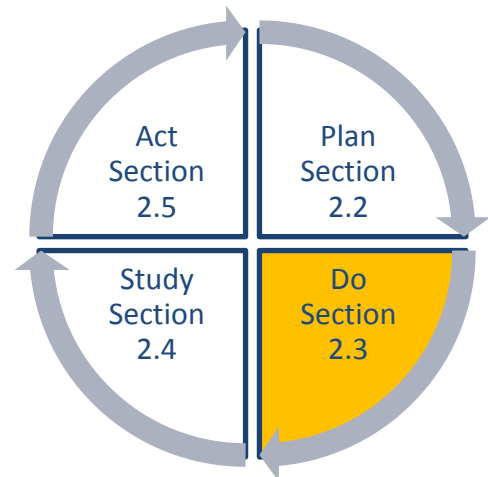 Act
Section
2.5
Plan
Section
2.2
Study
Section
2.4
Do
Section
2.3